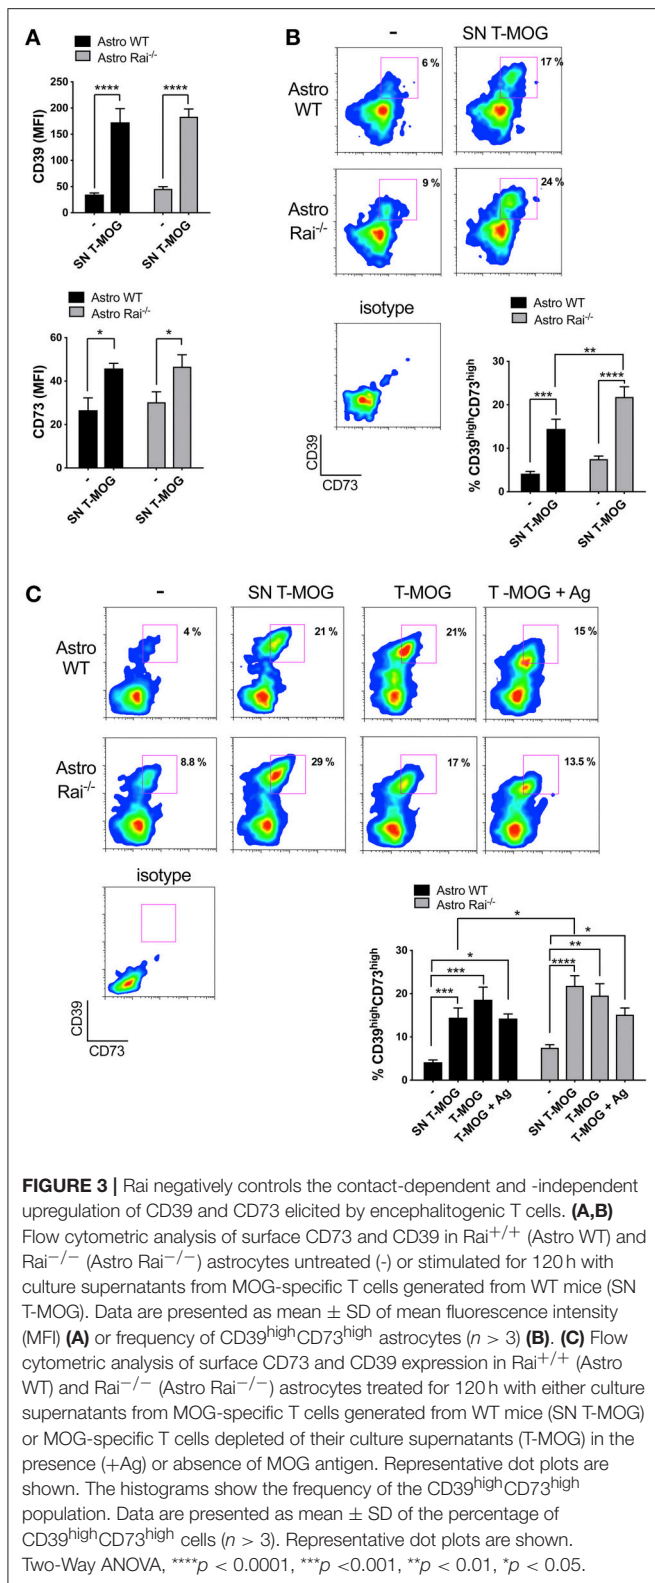 A
Astro WT
Astro Rai-/-
****
****
CD39 (MFI)
250
200
150
100
50
0
-
SN T-MOG
-
SN T-MOG
Astro WT
Astro Rai-/-
*
*
CD73 (MFI)
60
40
20
0
-
SN T-MOG
-
SN T-MOG
B
-
SN T-MOG
Astro
WT
6 %
17 %
Astro
Rai-/-
9 %
24 %
isotype
CD39
CD73
Astro WT
Astro Rai-/-
**
***
****
% CD39highCD73high
30
20
10
0
-
SN T-MOG
-
SN T-MOG
C
-
SN T-MOG
T-MOG
T -MOG + Ag
Astro
WT
4 %
21 %
21%
15 %
Astro
Rai-/-
8.8 %
29 %
17 %
13.5 %
isotype
CD39
CD73
Astro WT
Astro Rai-/-
*
*
*
***
**
***
****
% CD39highCD73high
30
20
10
0
-
SN T-MOG
T-MOG
T-MOG + Ag
-
SN T-MOG
T-MOG
T-MOG + Ag
FIGURE 3 | Rai negatively controls the contact-dependent and -independent
upregulation of CD39 and CD73 elicited by encephalitogenic T cells. (A,B)
Flow cytometric analysis of surface CD73 and CD39 in Rai+/+ (Astro WT) and
Rai−/− (Astro Rai−/−) astrocytes untreated (-) or stimulated for 120 h with
culture supernatants from MOG-specific T cells generated from WT mice (SN
T-MOG). Data are presented as mean ± SD of mean fluorescence intensity
(MFI) (A) or frequency of CD39highCD73high astrocytes (n > 3) (B). (C) Flow
cytometric analysis of surface CD73 and CD39 expression in Rai+/+ (Astro
WT) and Rai−/− (Astro Rai−/−) astrocytes treated for 120 h with either culture
supernatants from MOG-specific T cells generated from WT mice (SN T-MOG)
or MOG-specific T cells depleted of their culture supernatants (T-MOG) in the
presence (+Ag) or absence of MOG antigen. Representative dot plots are
shown. The histograms show the frequency of the CD39highCD73high
population. Data are presented as mean ± SD of the percentage of
CD39highCD73high cells (n > 3). Representative dot plots are shown.
Two-Way ANOVA, ****p < 0.0001, ***p <0.001, **p < 0.01, *p < 0.05.